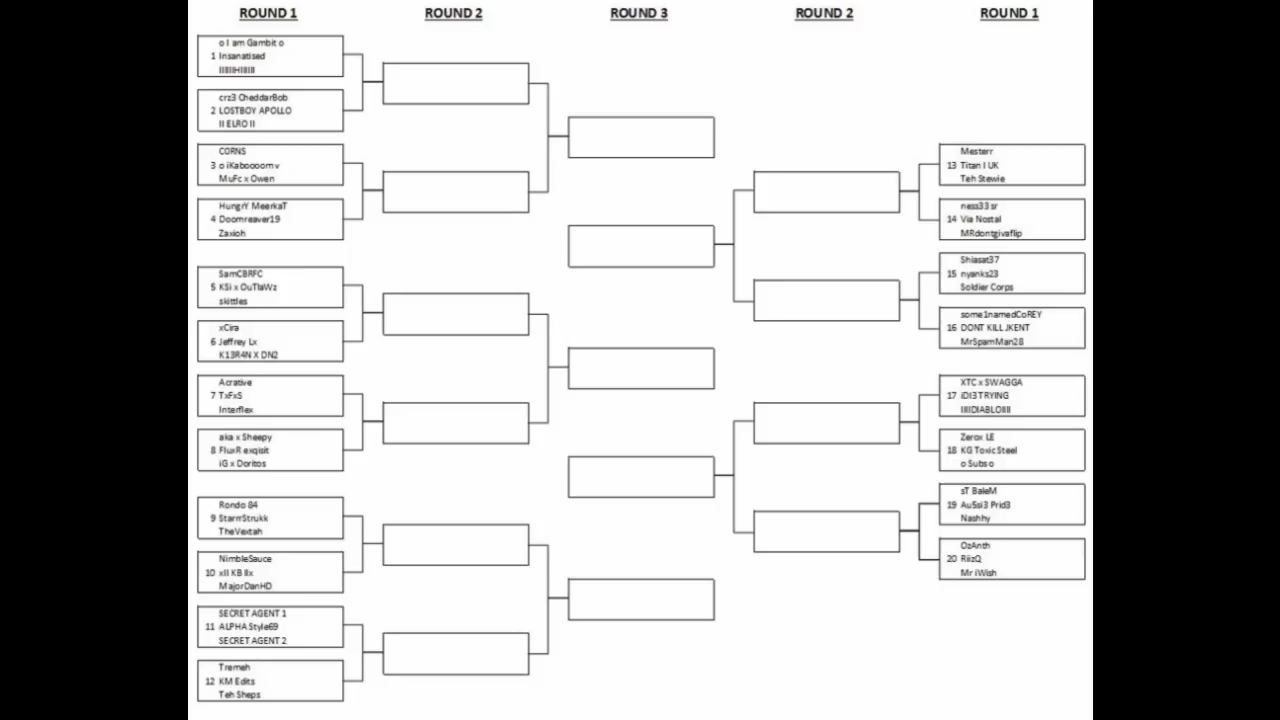 ROUND 1
ROUND 2
ROUND 3
ROUND 2
ROUND 1
o I am Gambit o
1 Insanatised
IIIIIIIHIIIIIII
crz3 CheddarBob
2 LOSTBOY APOLLO
II ELRO II
CORNS
3 o iKaboooom v
MuFc x Owen
HungrY MeerkaT
4 Doomreaver19
Zaxioh
SamCBRFC
5 KSi x OuTlaWz
skittles
xCira
6 Jeffrey Lx
K13R4N X DN2
Acrative
7 TxFxS
Interflex
aka x Sheepy
8 FluxR exqisit
iG x Doritos
Rondo 84
9 StarrrStrukk
TheVextah
NimbleSauce
10 xII KB IIx
MajorDanHD
SECRET AGENT 1
11 ALPHA Style69
SECRET AGENT 2
Tremeh
12 KM Edits
Teh Sheps
Mesterr
13 Titan I UK
Teh Stewie
ness33 sr
14 Via Nostal
MRdontgivaflip
Shiasat37
15 nyanks23
Soldier Corps
some1namedCoREY
16 DONT KILL JKENT
MrSpamMan28
XTC x SWAGGA
17 iDI3 TRYING
IIIIDIABLOIIII
Zerox LE
18 KG Toxic Steel
o Subs o
sT BaleM
19 Au5si3 Prid3
Nashhy
OzAnth
20 RiizQ
Mr iWish